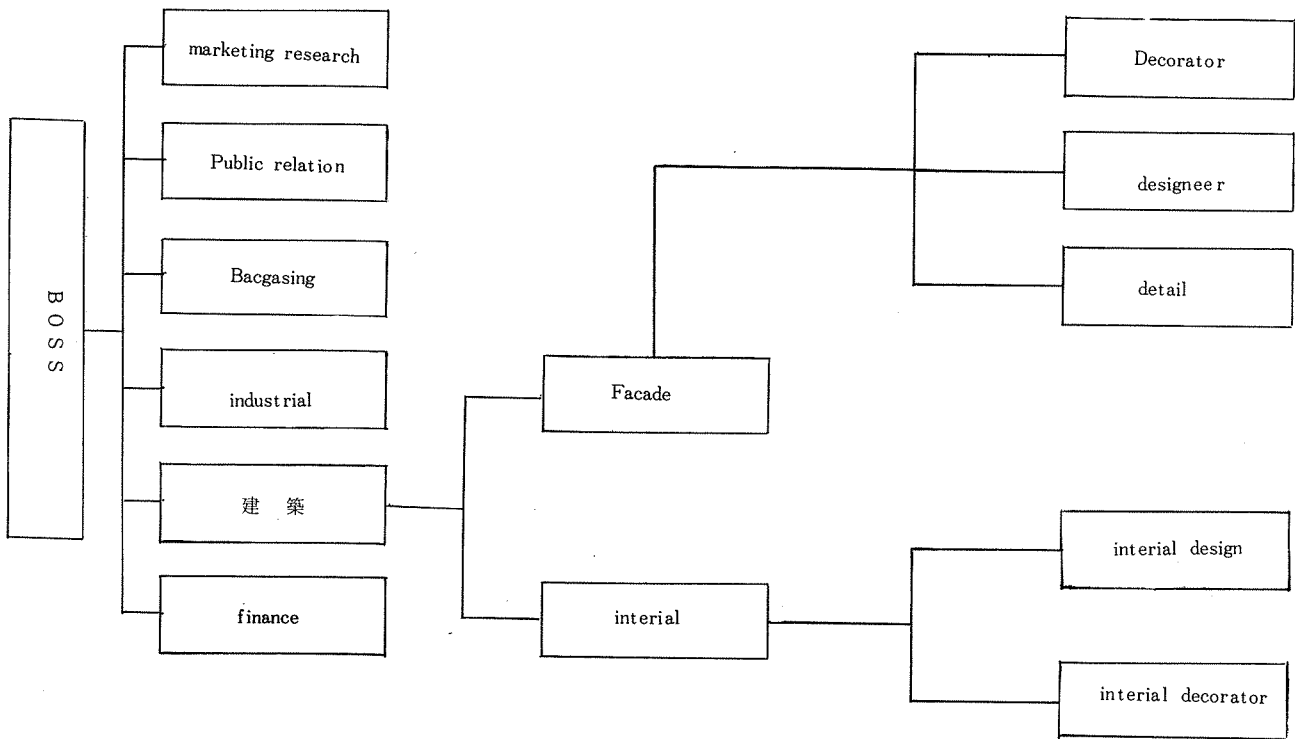 BOSS
marketing research
Public relation
Bacgasing
industrial
建築
finance
Facade
interial
Decorator
designeer
detail
interial design
interial decorator